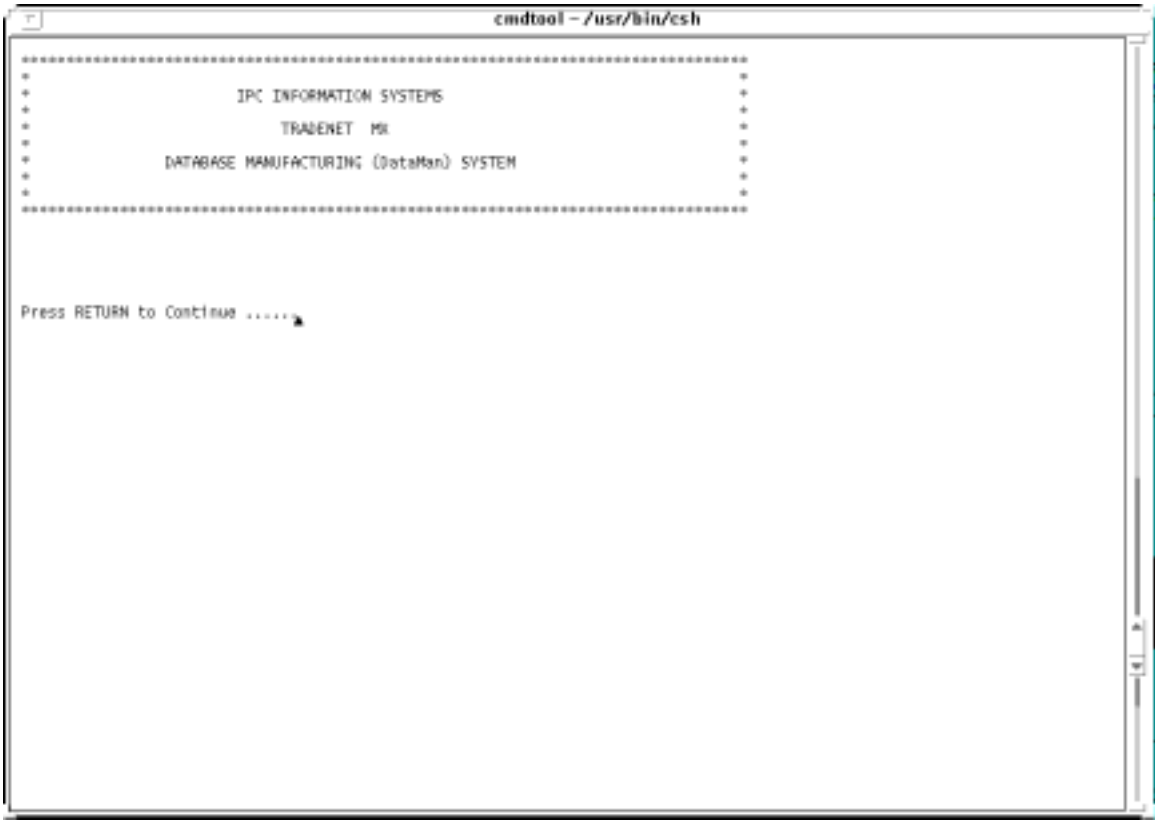 cmdtool – /usr/bin/csh
********************************************************************************
IPC INFORMATION SYSTEMS
TRADENET  MX
DATABASE MANUFACTURING (DataMan) SYSTEM
********************************************************************************
Press RETURN to Continue ......